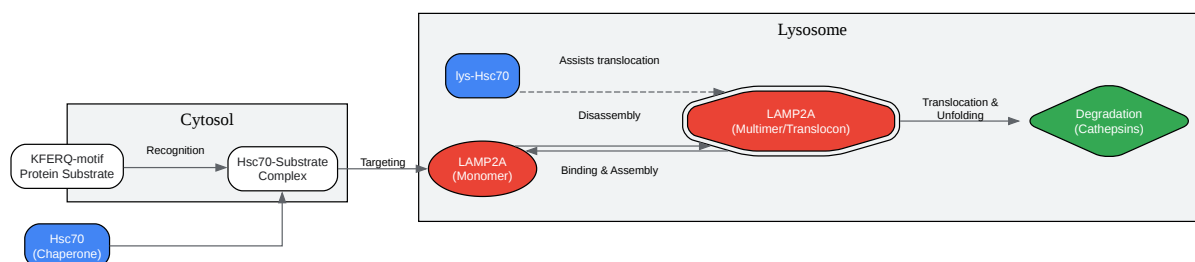 Lysosome
lys-Hsc70
Assists translocation
LAMP2A
(Multimer/Translocon)
Translocation &
Unfolding
Degradation
(Cathepsins)
Disassembly
Cytosol
KFERQ-motif
Protein Substrate
Recognition
Hsc70-Substrate
Complex
Targeting
LAMP2A
(Monomer)
Binding & Assembly
Hsc70
(Chaperone)